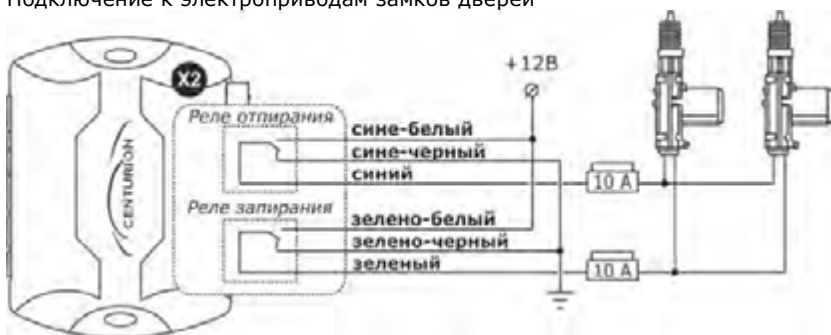 Подключение к электроприводам замков дверей
X2
+12В
Реле отпирания
сине-белый
сине-черный
синий
10 А
CENTURION
Реле запирания
зелено-белый
зелено-черный
зеленый
10 А